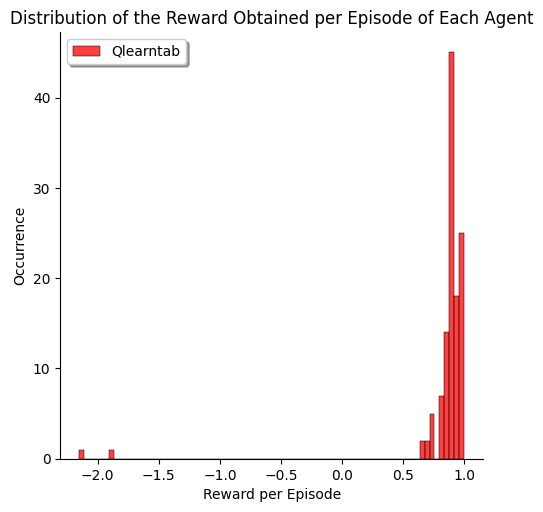 Distribution of the Reward Obtained per Episode of Each Agent
Qlearntab
Occurrence
40
30
20
10
0
−2.0 −1.5 −1.0 −0.5 0.0 0.5 1.0
Reward per Episode